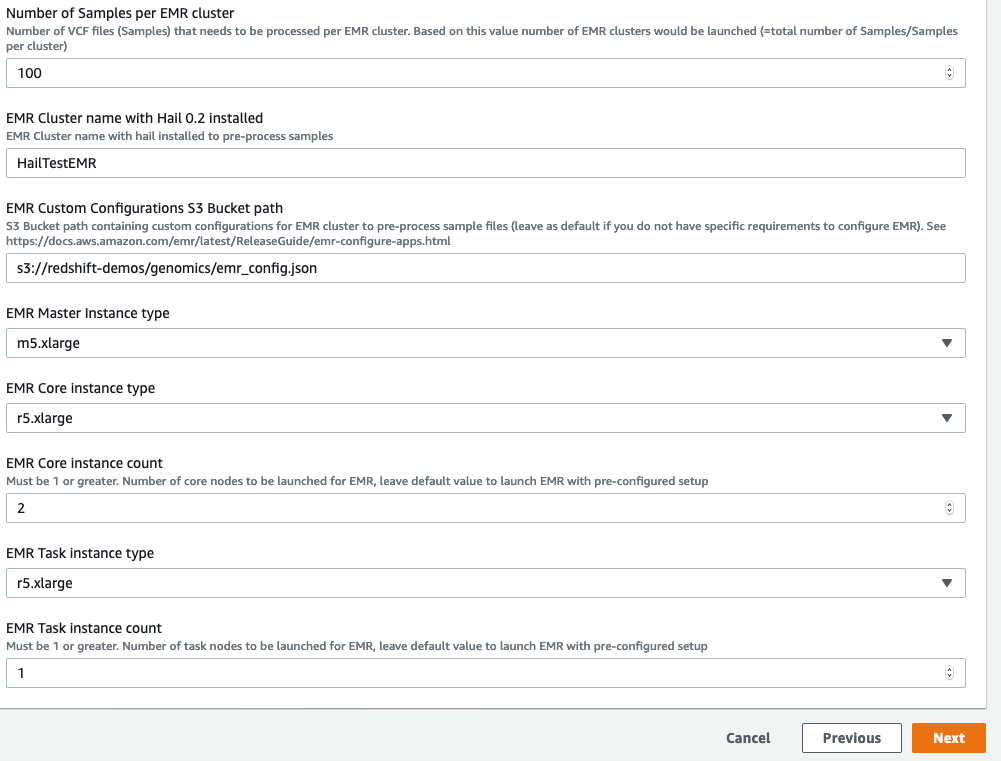 Number of Samples per EMR cluster
Number of VCF files (Samples) that needs to be processed per EMR cluster. Based on this value number of EMR clusters would be launched (=total number of Samples/Samples
per cluster)
100
EMR Cluster name with Hail 0.2 installed
EMR Cluster name with hail installed to pre-process samples
HailTestEMR
EMR Custom Configurations S3 Bucket path
S3 Bucket path containing custom configurations for EMR cluster to pre-process sample files (leave as default if you do not have specific requirements to configure EMR). See
https://docs.aws.amazon.com/emr/latest/ReleaseGuide/emr-configure-apps.html
s3://redshift-demos/genomics/emr_config.json
EMR Master Instance type
m5.xlarge
EMR Core instance type
r5.xlarge
EMR Core instance count
Must be 1 or greater. Number of core nodes to be launched for EMR, leave default value to launch EMR with pre-configured setup
2
EMR Task instance type
r5.xlarge
EMR Task instance count
Must be 1 or greater. Number of task nodes to be launched for EMR, leave default value to launch EMR with pre-configured setup
1
Cancel Previous Next